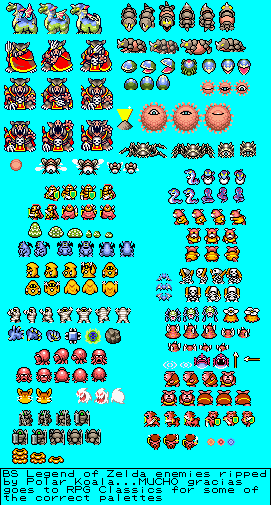 BS Legend of Zelda enemies ripped
by Polar Koala...MUCHO gracias
goes to RPG Classics for some of
the correct palettes